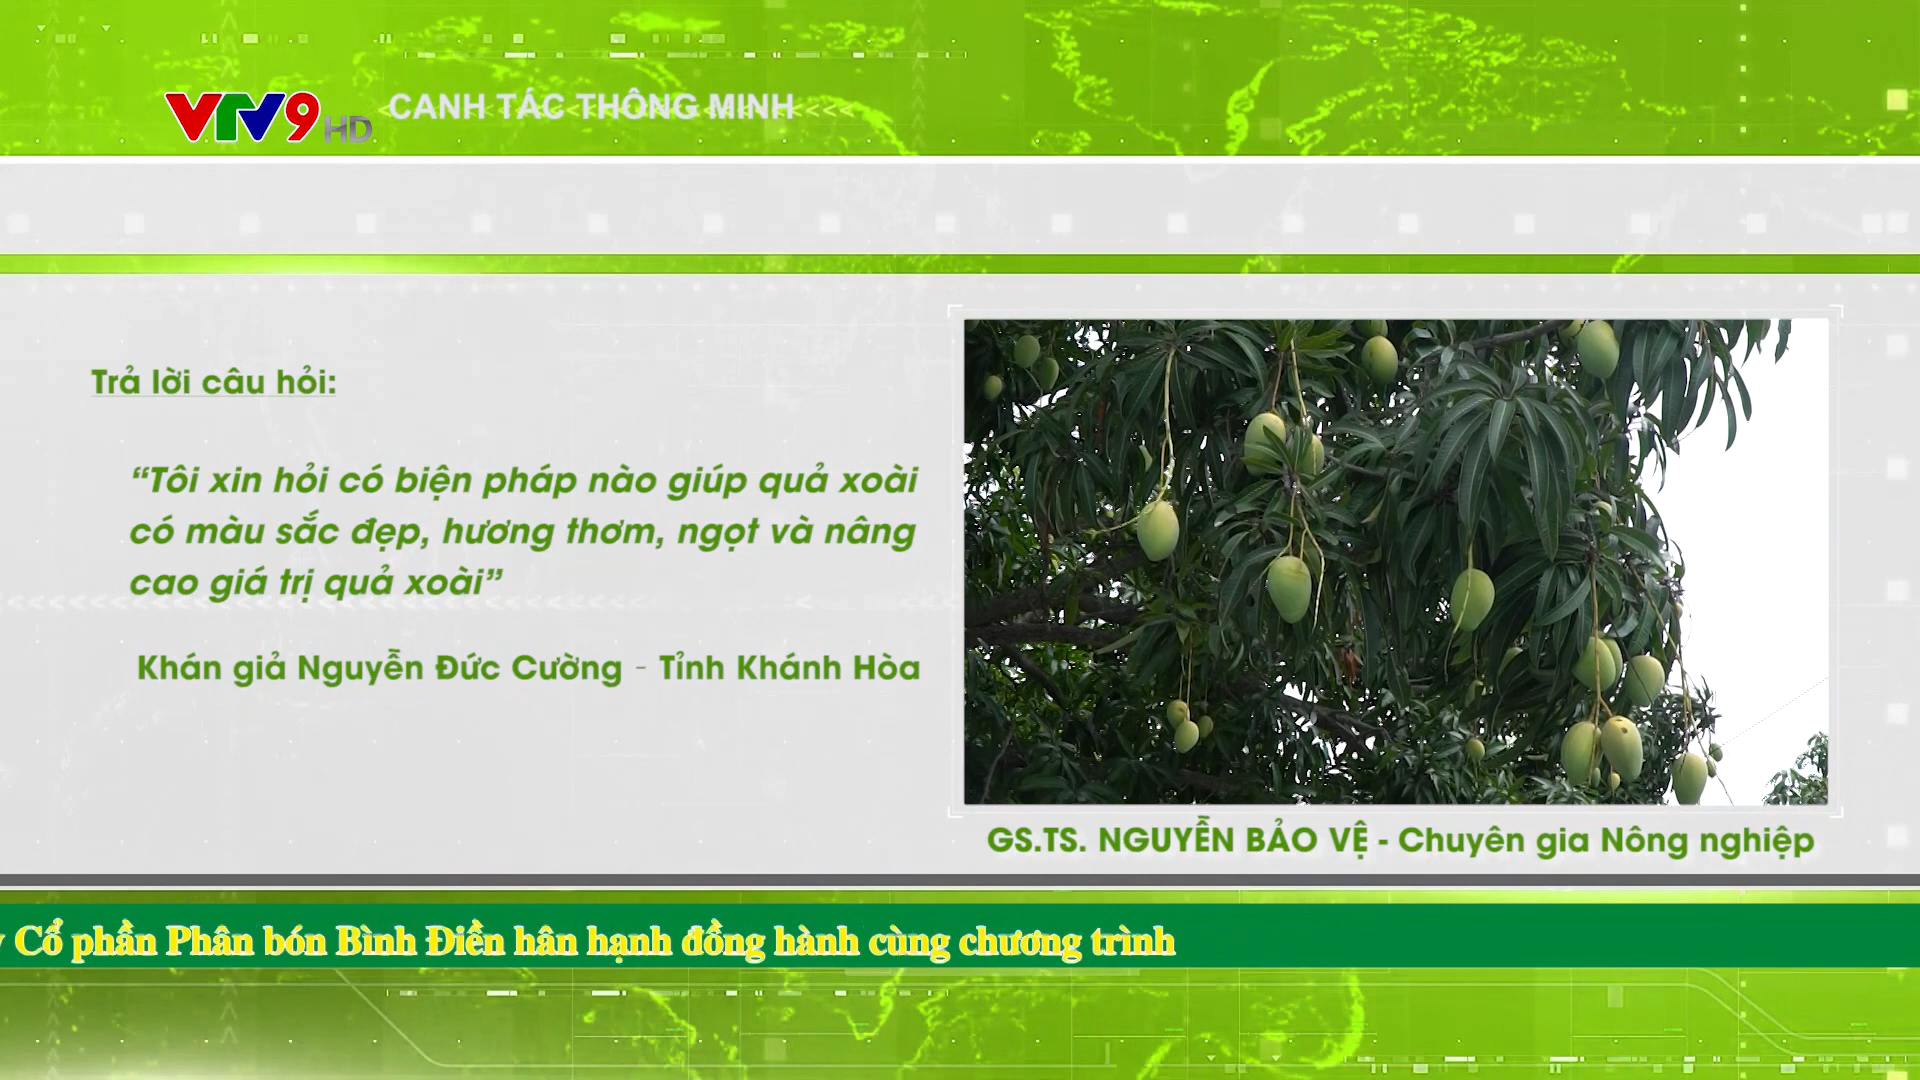 VTV9 HD
CANH TÁC THÔNG MINH
Trả lời câu hỏi:
“Tôi xin hỏi có biện pháp nào giúp quả xoài
có màu sắc đẹp, hương thơm, ngọt và nâng
cao giá trị quả xoài”
Khán giả Nguyễn Đức Cường - Tỉnh Khánh Hòa
GS.TS. NGUYỄN BẢO VỆ - Chuyên gia Nông nghiệp
Cổ phần Phân bón Bình Điền hân hạnh đồng hành cùng chương trình